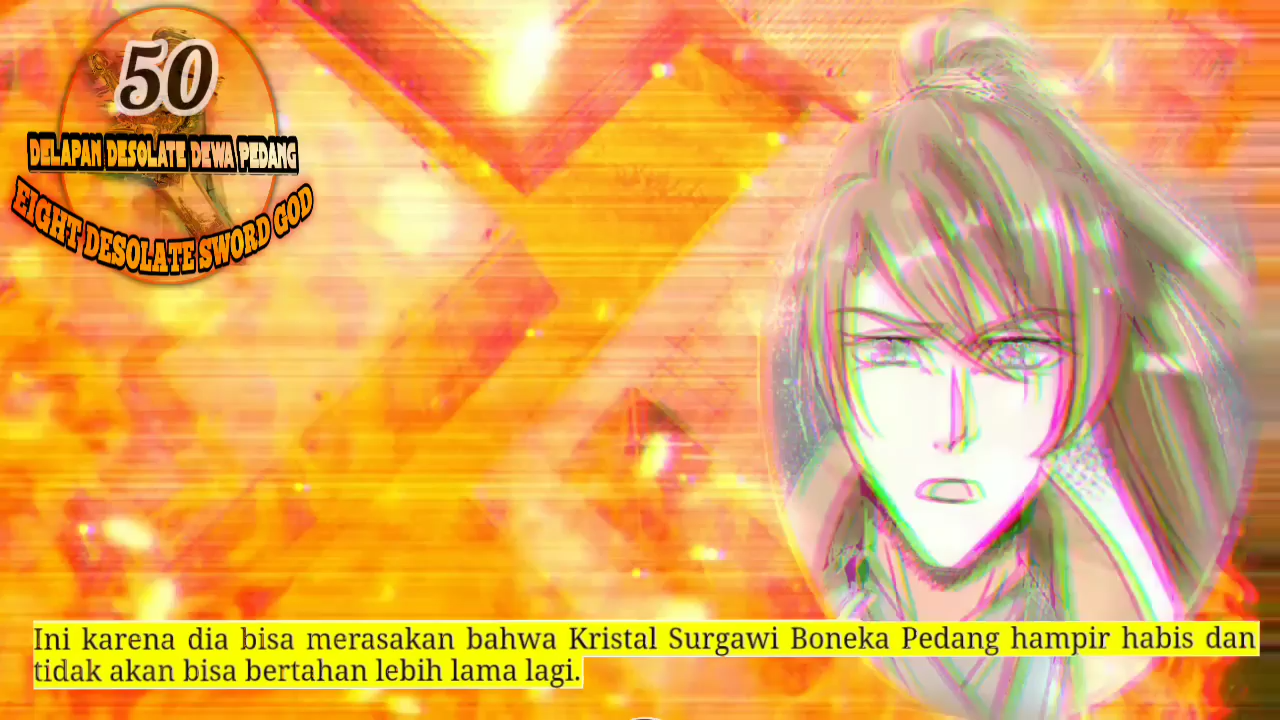 50
DELAPAN DESOLATE DEWA PEDANG
EIGHT DESOLATE SWORD GOD
Ini karena dia bisa merasakan bahwa Kristal Surgawi Boneka Pedang hampir habis dan
tidak akan bisa bertahan lebih lama lagi.